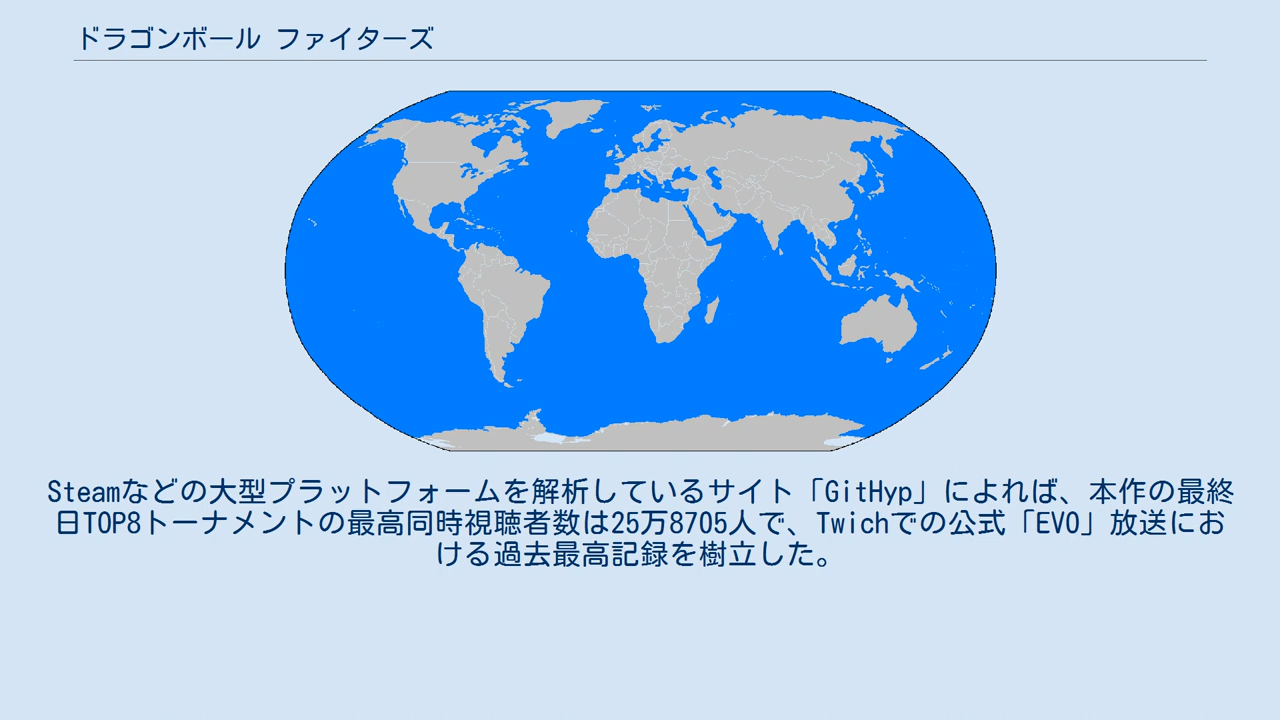 ドラゴンボール ファイターズ
Steamなどの大型プラットフォームを解析しているサイト「GitHyp」によれば、本作の最終
日TOP8トーナメントの最高同時視聴者数は25万8705人で、Twichでの公式「EVO」放送にお
ける過去最高記録を樹立した。